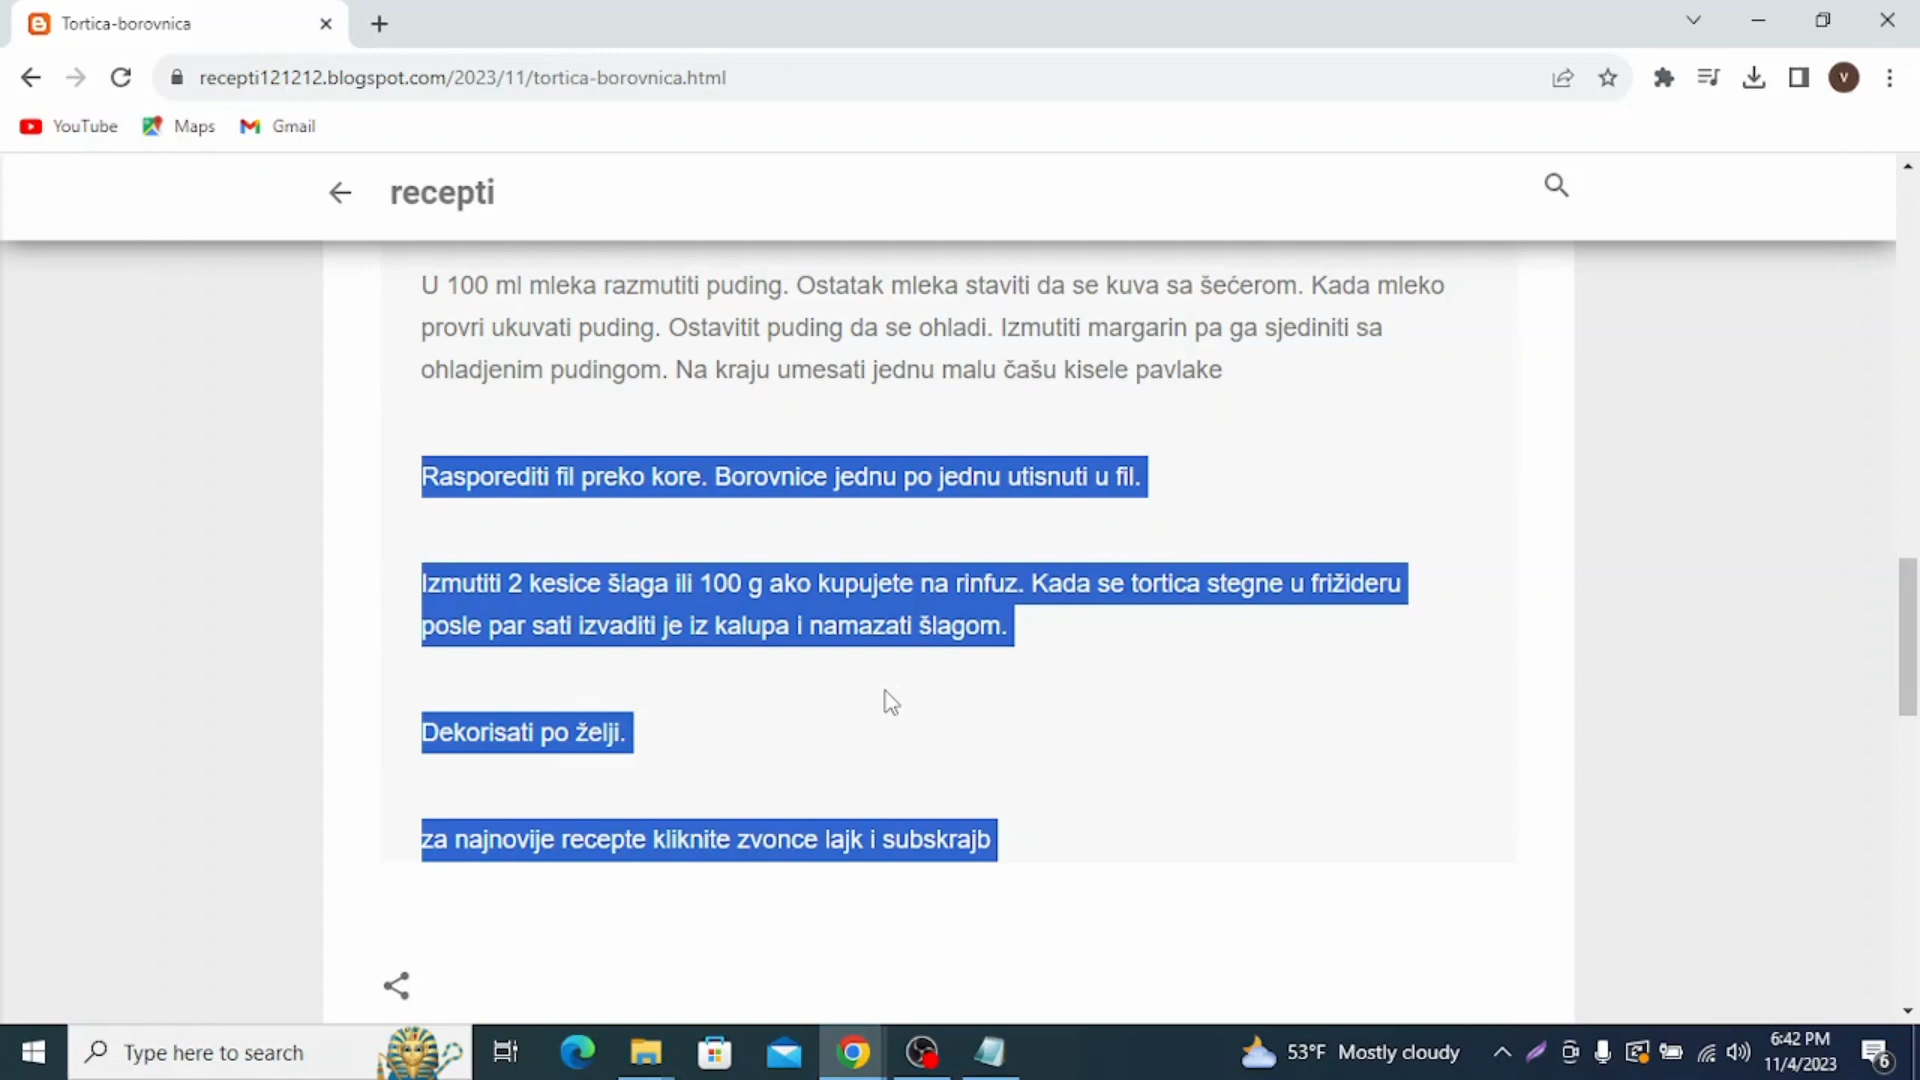 Tortica-borovnica
recepti121212.blogspot.com/2023/11/tortica-borovnica.html
V
YouTube Maps Gmail
recepti
U 100 ml mleka razmutiti puding. Ostatak mleka staviti da se kuva sa šećerom. Kada mleko
provri ukuvati puding. Ostavitit puding da se ohladi. Izmutiti margarin pa ga sjediniti sa
ohladjenim pudingom. Na kraju umesati jednu malu čašu kisele pavlake
Rasporediti fil preko kore. Borovnice jednu po jednu utisnuti u fil.
Izmutiti 2 kesice šlaga ili 100 g ako kupujete na rinfuz. Kada se tortica stegne u frižideru
posle par sati izvaditi je iz kalupa i namazati šlagom.
Dekorisati po želji.
za najnovije recepte kliknite zvonce lajk i subskrajb
Type here to search
53°F Mostly cloudy
6:42 PM
11/4/2023
6